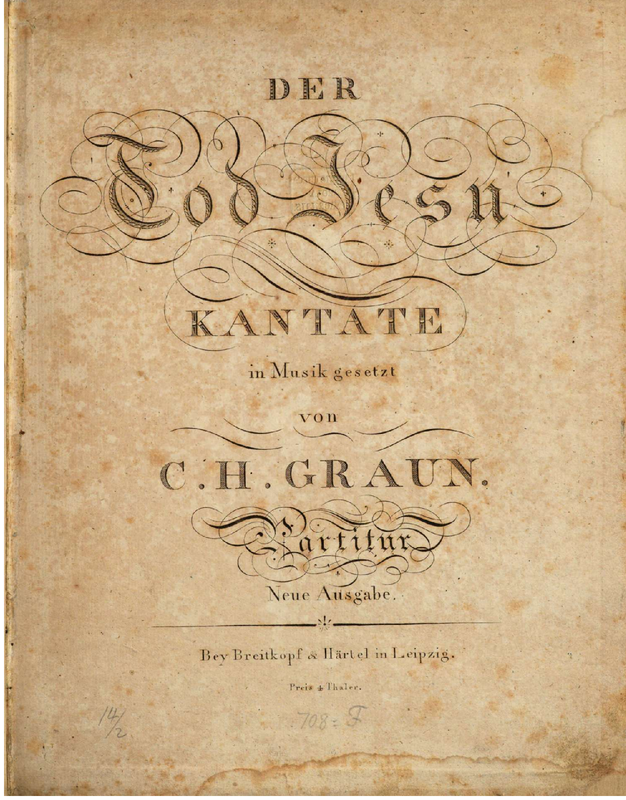 DER
Tod Jesu
KANTATE
in Musik gesetzt
von
C. H. GRAUN.
Partitur
Neue Ausgabe.
Bey Breitkopf & Härtel in Leipzig.
Preis 4 Thaler.
14/2
708 = F